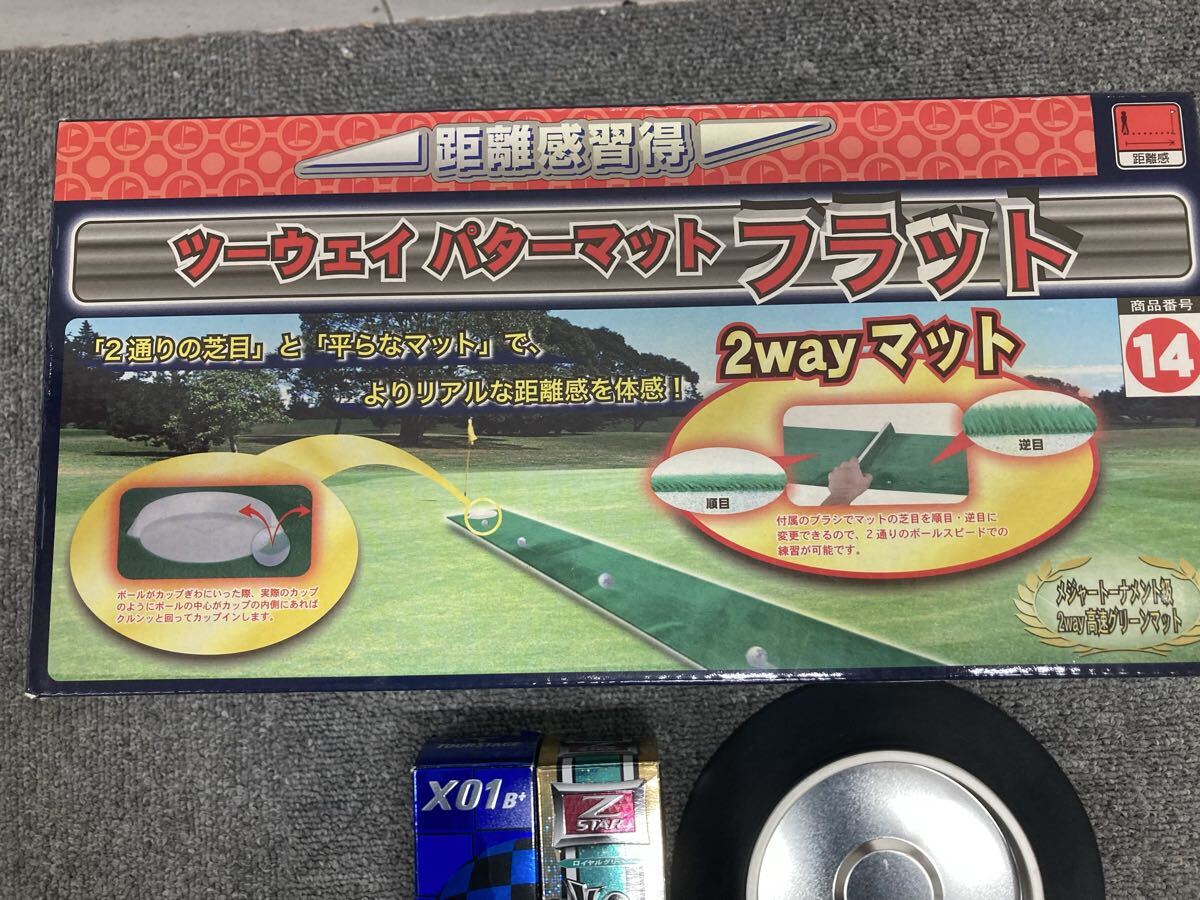 距離感習得
距離感
ツーウェイ パターマット フラット
商品番号
14
「2通りの芝目」と「平らなマット」で、
よりリアルな距離感を体感!
2way マット
逆目
順目
付属のブラシでマットの芝目を順目・逆目に
変更できるので、2通りのボールスピードでの
練習が可能です。
ボールがカップぎわにいった際、実際のカップ
のようにボールの中心がカップの内側にあれば
クルンッと回ってカップインします。
メジャートーナメント級
2way高速グリーンマット
TOURSTAGE
X01 B+
Z
STAR